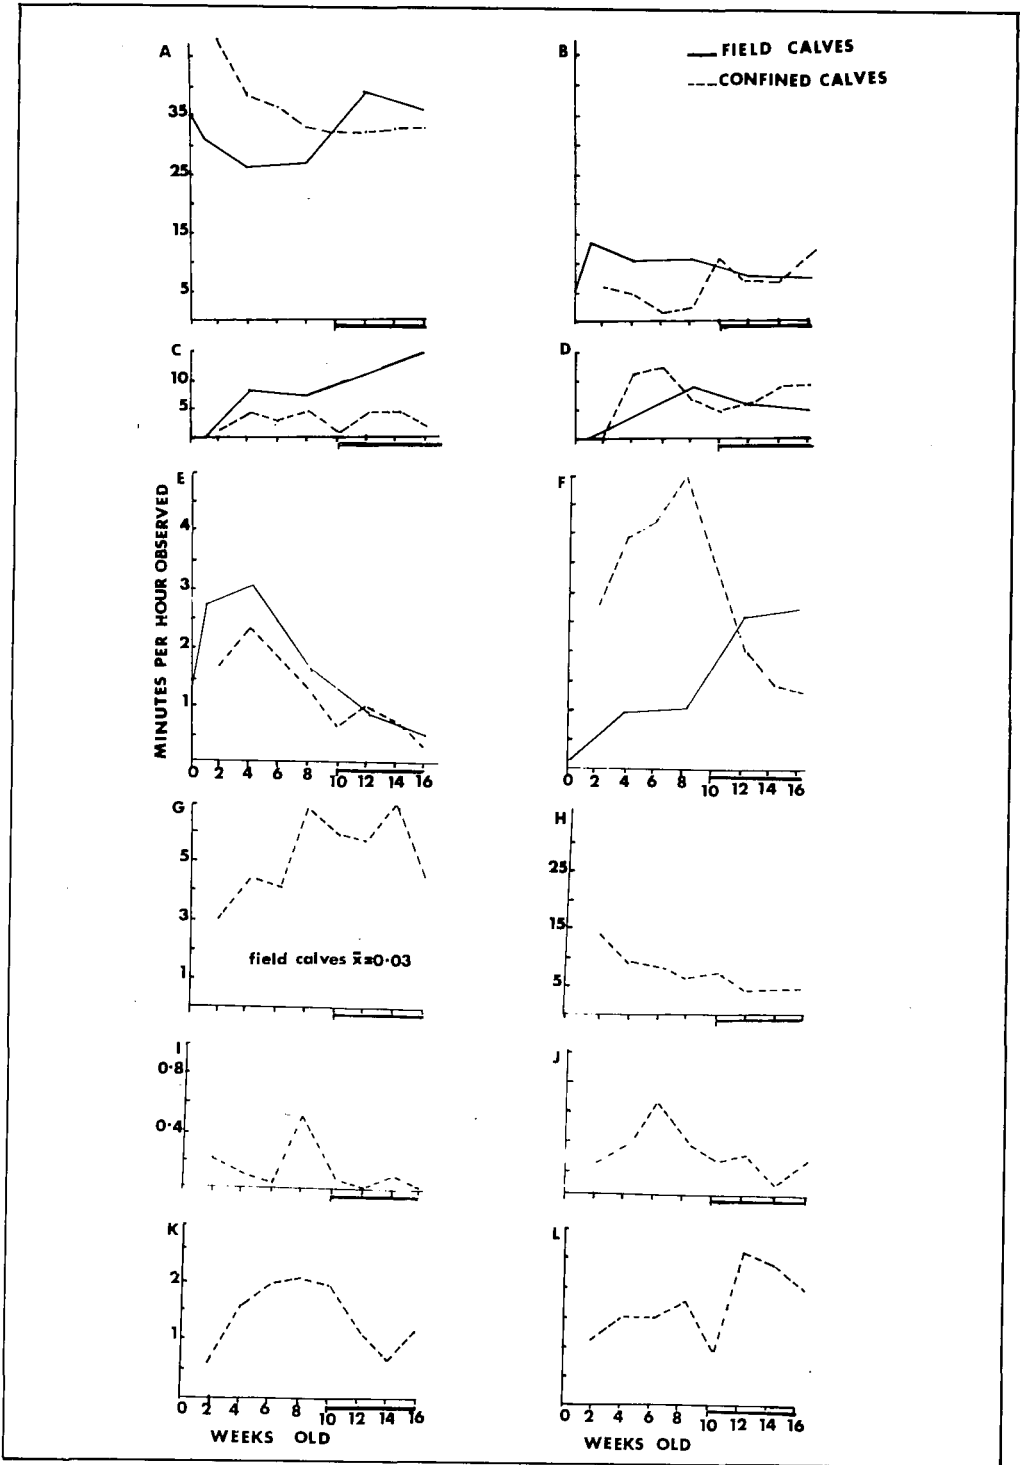 A
B
FIELD CALVES
CONFINED CALVES
35
25
15
5
C
10
5
D
E
4
3
2
1
MINUTES PER HOUR OBSERVED
0 2 4 6 8 10 12 14 16
F
0 2 4 6 8 10 12 14 16
G
5
3
1
field calves x̄=0·03
H
25
15
5
I
0·8
0·4
J
K
2
1
0 2 4 6 8 10 12 14 16
WEEKS OLD
L
0 2 4 6 8 10 12 14 16
WEEKS OLD